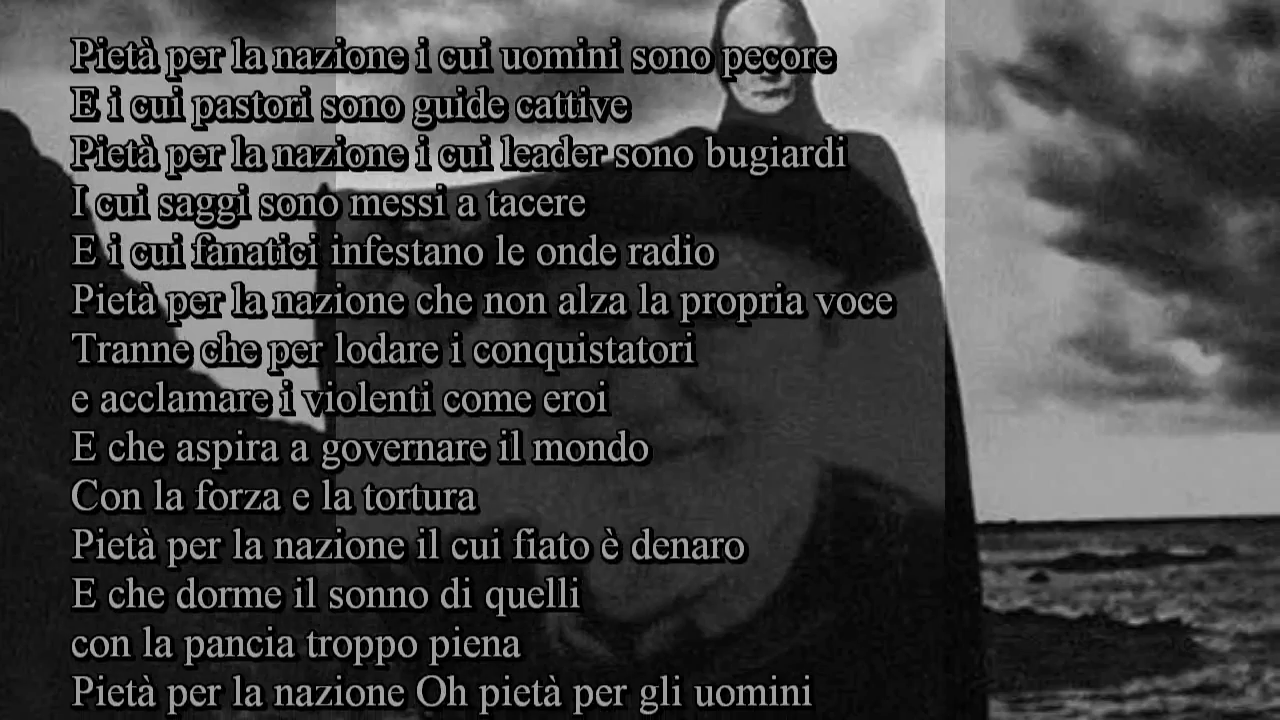 Pietà per la nazione i cui uomini sono pecore
E i cui pastori sono guide cattive
Pietà per la nazione i cui leader sono bugiardi
I cui saggi sono messi a tacere
E i cui fanatici infestano le onde radio
Pietà per la nazione che non alza la propria voce
Tranne che per lodare i conquistatori
e acclamare i violenti come eroi
E che aspira a governare il mondo
Con la forza e la tortura
Pietà per la nazione il cui fiato è denaro
E che dorme il sonno di quelli
con la pancia troppo piena
Pietà per la nazione Oh pietà per gli uomini